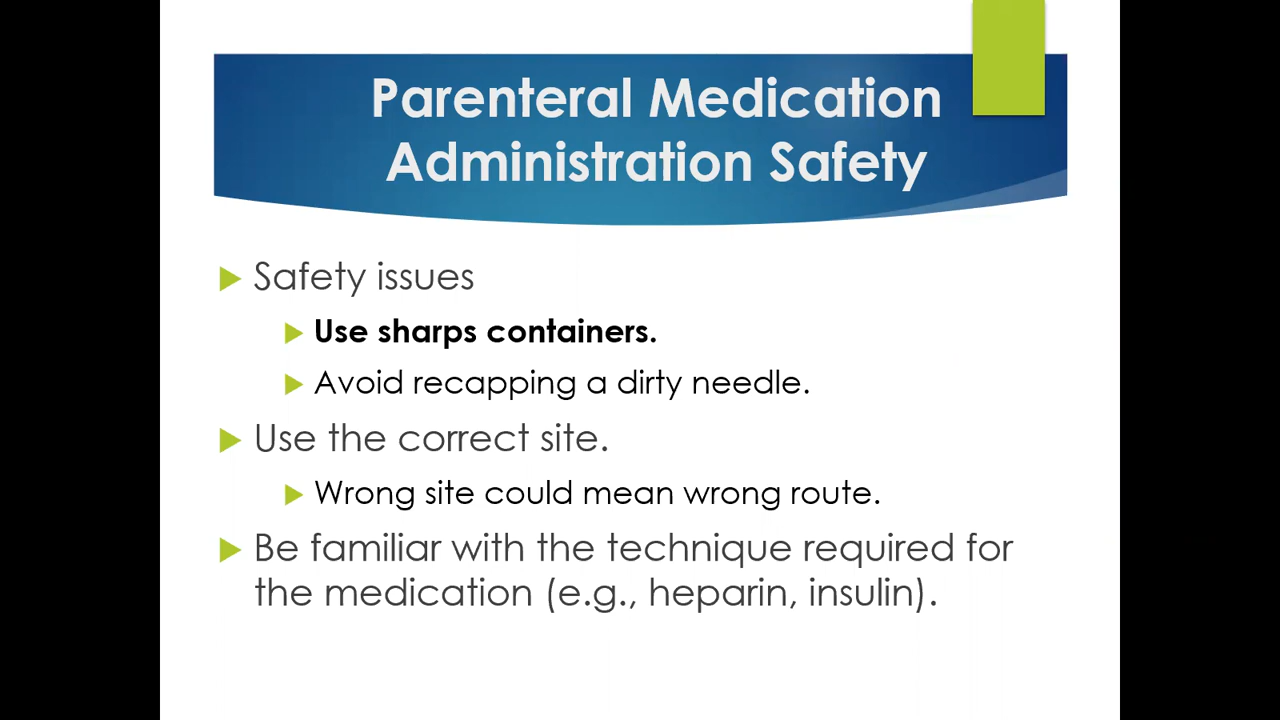 Parenteral Medication
Administration Safety
Safety issues
Use sharps containers.
Avoid recapping a dirty needle.
Use the correct site.
Wrong site could mean wrong route.
Be familiar with the technique required for
the medication (e.g., heparin, insulin).